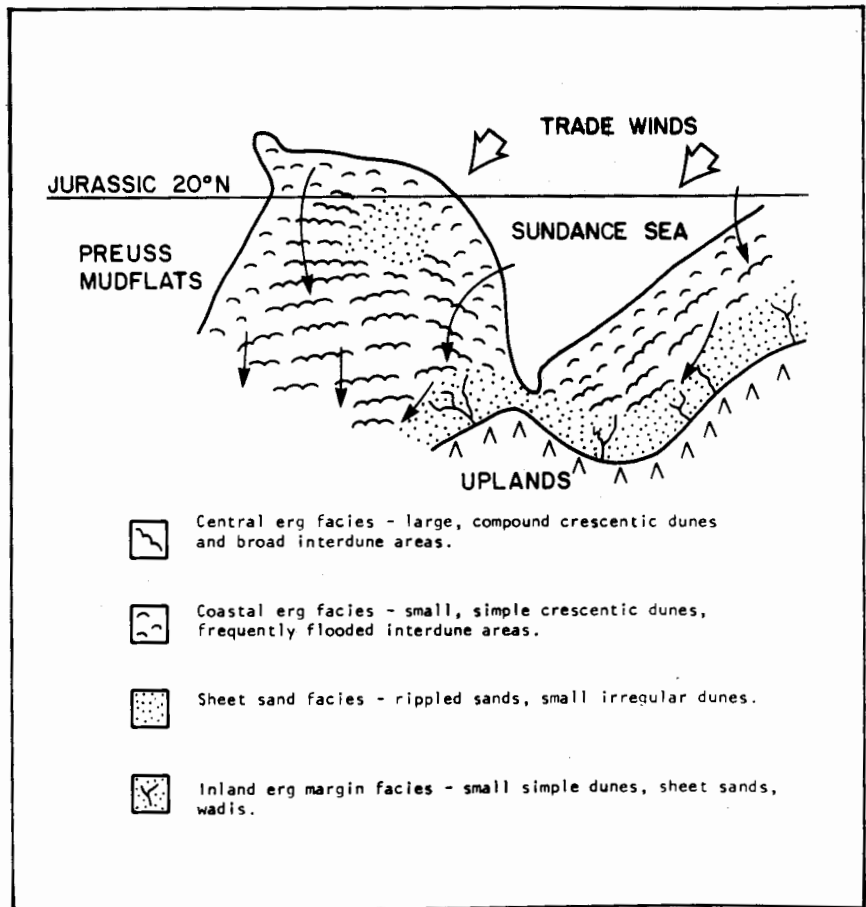 TRADE WINDS
JURASSIC 20°N
SUNDANCE SEA
PREUSS
MUDFLATS
UPLANDS
Central erg facies - large, compound crescentic dunes
and broad interdune areas.
Coastal erg facies - small, simple crescentic dunes,
frequently flooded interdune areas.
Sheet sand facies - rippled sands, small irregular dunes.
Inland erg margin facies - small simple dunes, sheet sands,
wadis.